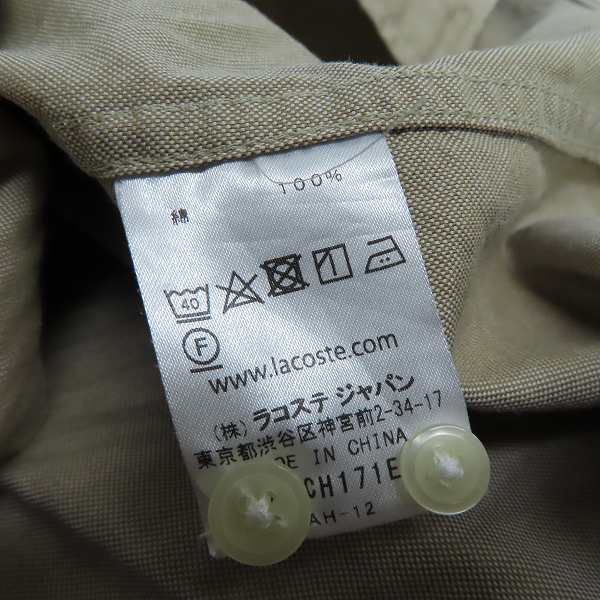 綿 100%
40
F
www.lacoste.com
(株) ラコステ ジャパン
東京都渋谷区神宮前2-34-17
DE IN CHINA
CH171E
AH-12